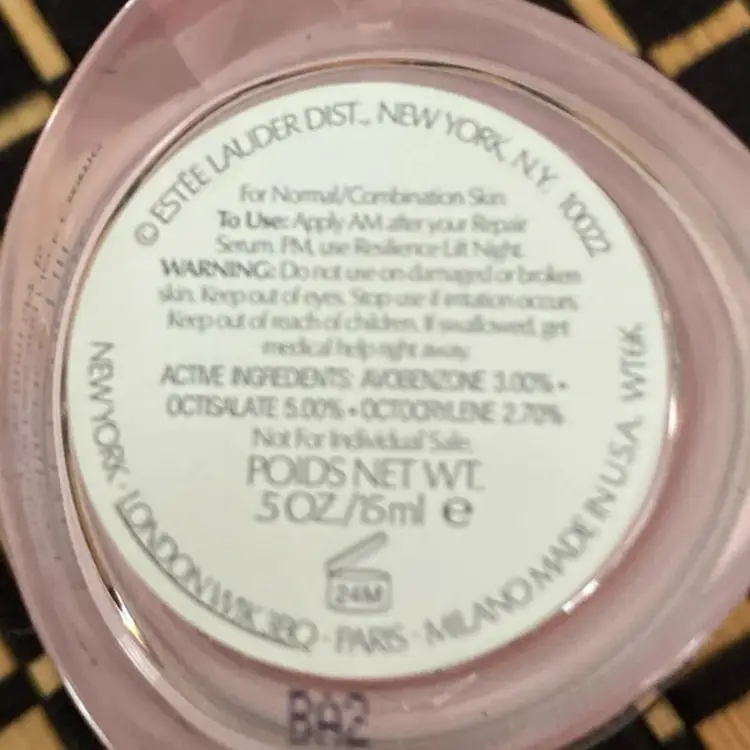 © ESTÉE LAUDER DIST., NEW YORK, N.Y. 10022
For Normal/Combination Skin
To Use: Apply AM after your Repair
Serum. PM, use Resilience Lift Night.
WARNING: Do not use on damaged or broken
skin. Keep out of eyes. Stop use if irritation occurs.
Keep out of reach of children. If swallowed, get
medical help right away.
ACTIVE INGREDIENTS: AVOBENZONE 3.00% •
OCTISALATE 5.00% • OCTOCRYLENE 2.70%
Not For Individual Sale.
POIDS NET WT.
.5 OZ./15ml e
24M
NEW YORK · LONDON W1K 3BQ · PARIS · MILANO MADE IN U.S.A. WT6K
BA2